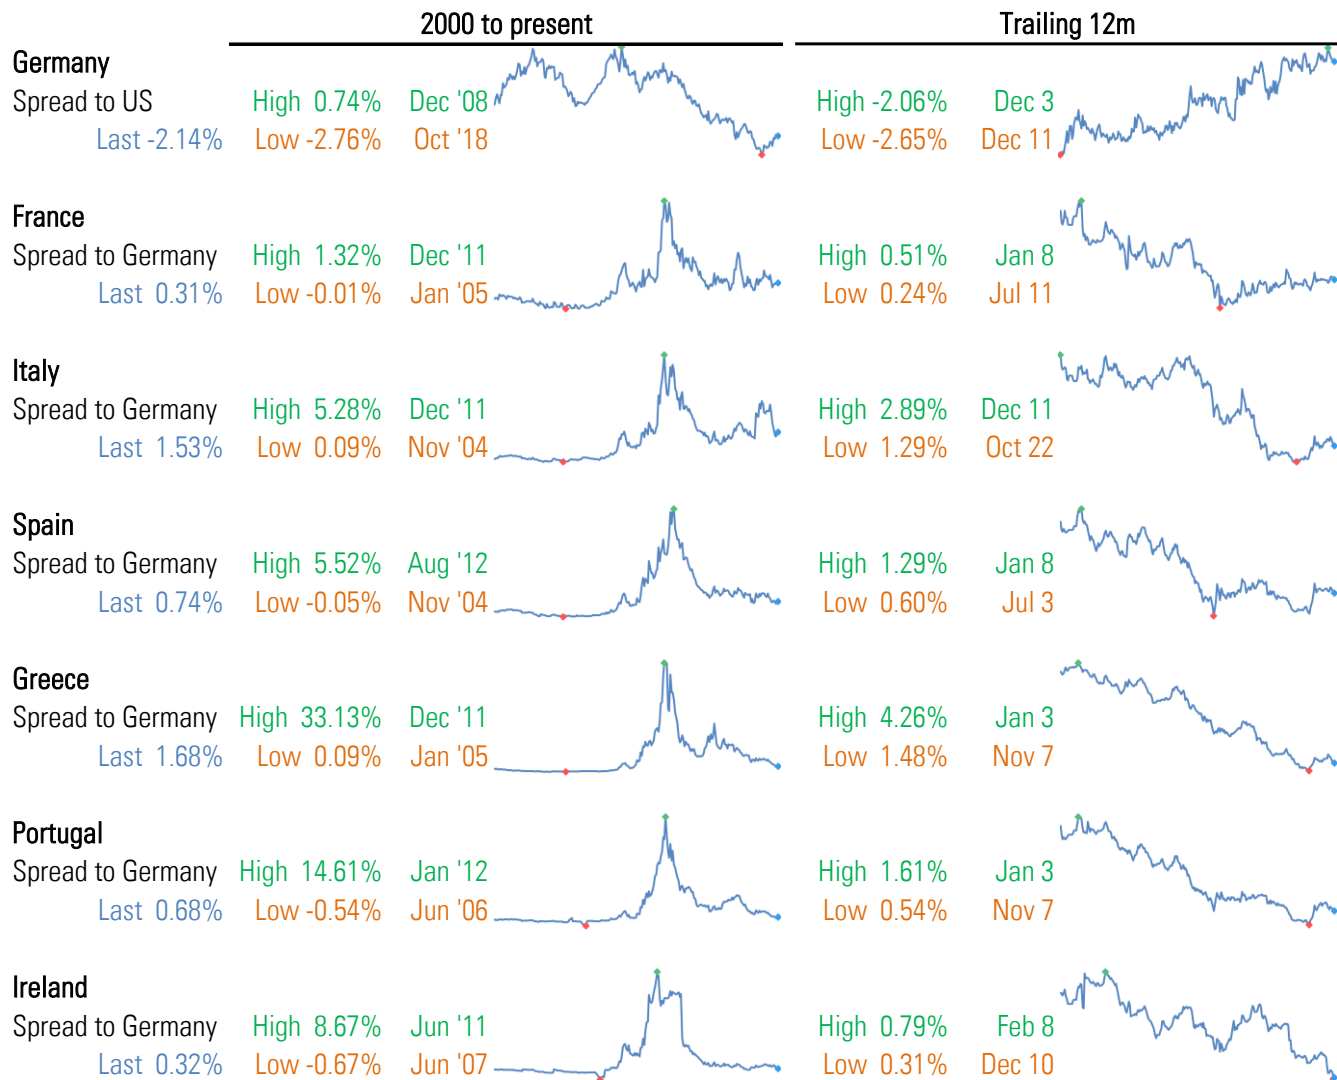 2000 to present Trailing 12m
Germany
Spread to US High 0.74% Dec '08 High -2.06% Dec 3
Last -2.14% Low -2.76% Oct '18 Low -2.65% Dec 11
France
Spread to Germany High 1.32% Dec '11 High 0.51% Jan 8
Last 0.31% Low -0.01% Jan '05 Low 0.24% Jul 11
Italy
Spread to Germany High 5.28% Dec '11 High 2.89% Dec 11
Last 1.53% Low 0.09% Nov '04 Low 1.29% Oct 22
Spain
Spread to Germany High 5.52% Aug '12 High 1.29% Jan 8
Last 0.74% Low -0.05% Nov '04 Low 0.60% Jul 3
Greece
Spread to Germany High 33.13% Dec '11 High 4.26% Jan 3
Last 1.68% Low 0.09% Jan '05 Low 1.48% Nov 7
Portugal
Spread to Germany High 14.61% Jan '12 High 1.61% Jan 3
Last 0.68% Low -0.54% Jun '06 Low 0.54% Nov 7
Ireland
Spread to Germany High 8.67% Jun '11 High 0.79% Feb 8
Last 0.32% Low -0.67% Jun '07 Low 0.31% Dec 10